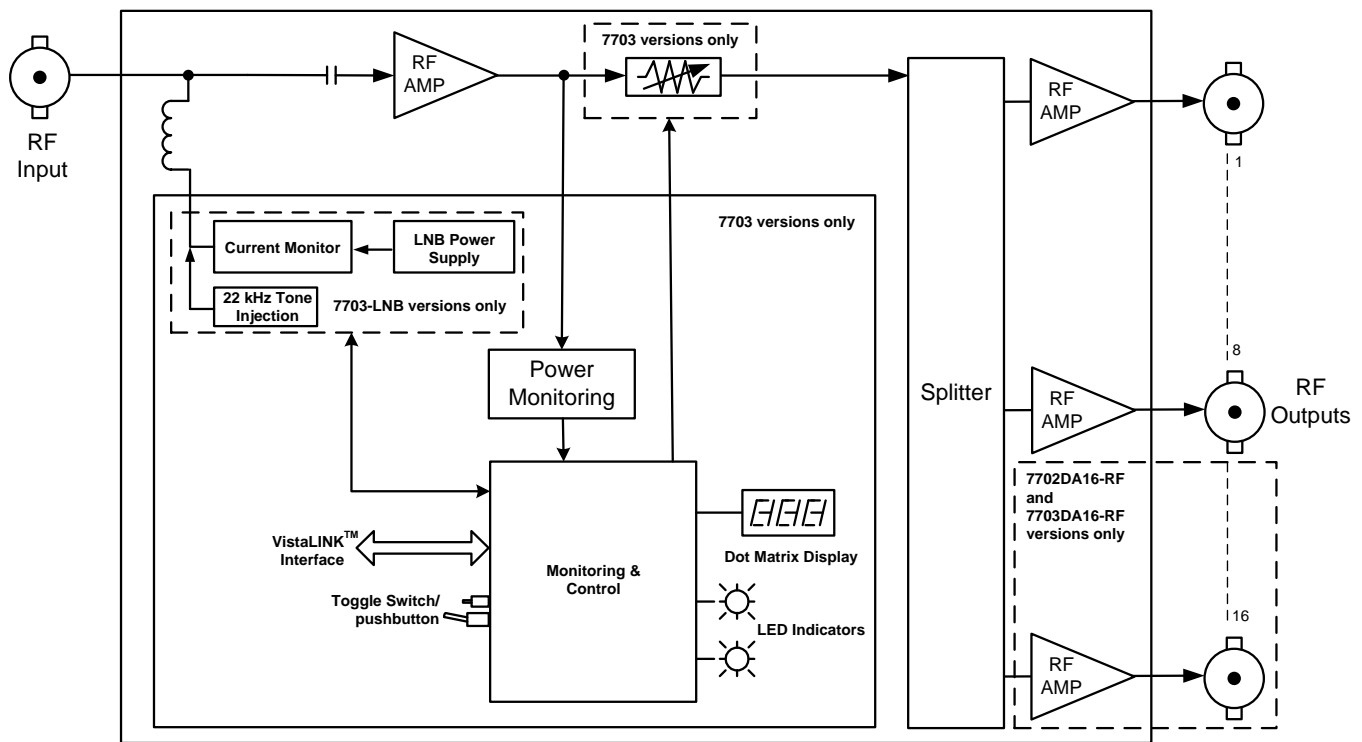 7703 versions only
RF
AMP
RF
Input
RF
AMP
1
7703 versions only
Current Monitor
LNB Power
Supply
22 kHz Tone
Injection
7703-LNB versions only
Power
Monitoring
Splitter
8
RF
AMP
RF
Outputs
7702DA16-RF
and
7703DA16-RF
versions only
VistaLINK™
Interface
Monitoring &
Control
Dot Matrix Display
Toggle Switch/
pushbutton
LED Indicators
16
RF
AMP